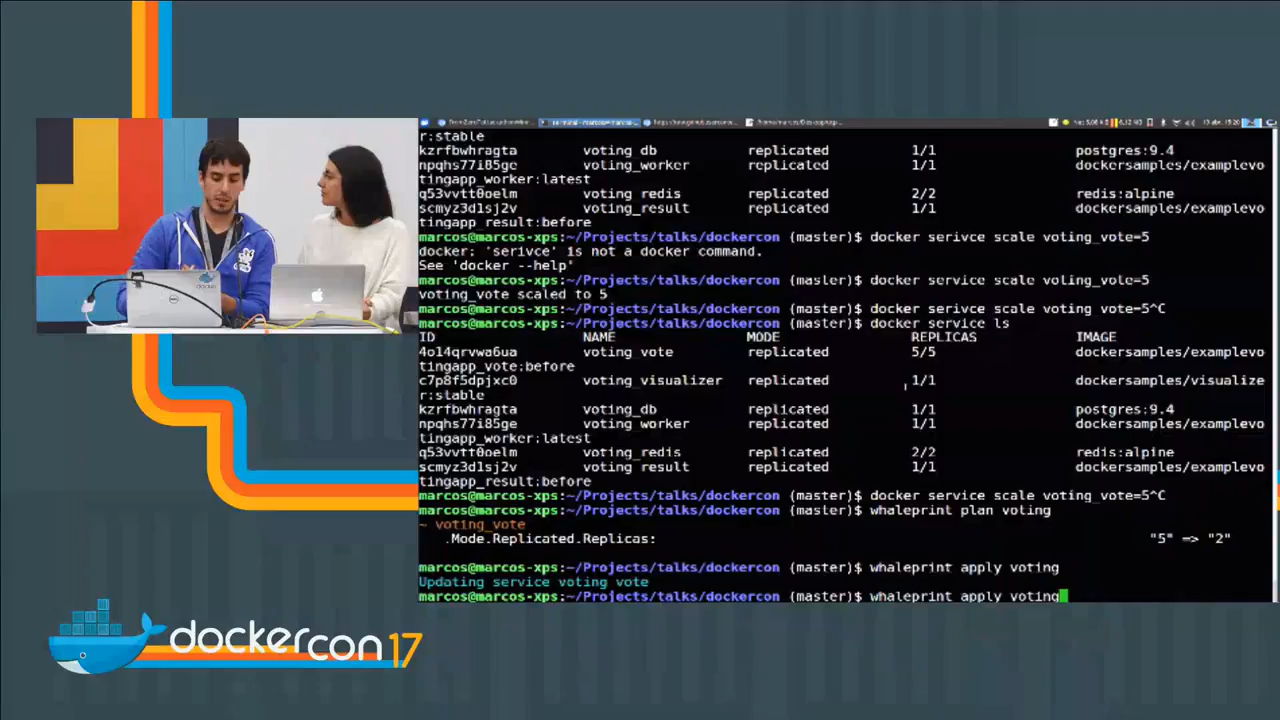 r:stable
kzrfbwhragta voting_db replicated 1/1 postgres:9.4
npqhs77i85ge voting_worker replicated 1/1 dockersamples/examplevo
tingapp_worker:latest
q53vvtt0oelm voting_redis replicated 2/2 redis:alpine
scmyz3d1sj2v voting_result replicated 1/1 dockersamples/examplevo
tingapp_result:before
marcos@marcos-xps:~/Projects/talks/dockercon (master)$ docker serivce scale voting_vote=5
docker: 'serivce' is not a docker command.
See 'docker --help'
marcos@marcos-xps:~/Projects/talks/dockercon (master)$ docker service scale voting_vote=5
voting_vote scaled to 5
marcos@marcos-xps:~/Projects/talks/dockercon (master)$ docker service scale voting_vote=5^C
marcos@marcos-xps:~/Projects/talks/dockercon (master)$ docker service ls
ID NAME MODE REPLICAS IMAGE
4o14qrvwa6ua voting_vote replicated 5/5 dockersamples/examplevo
tingapp_vote:before
c7p8f5dpjxc0 voting_visualizer replicated 1/1 dockersamples/visualize
r:stable
kzrfbwhragta voting_db replicated 1/1 postgres:9.4
npqhs77i85ge voting_worker replicated 1/1 dockersamples/examplevo
tingapp_worker:latest
q53vvtt0oelm voting_redis replicated 2/2 redis:alpine
scmyz3d1sj2v voting_result replicated 1/1 dockersamples/examplevo
tingapp_result:before
marcos@marcos-xps:~/Projects/talks/dockercon (master)$ docker service scale voting_vote=5^C
marcos@marcos-xps:~/Projects/talks/dockercon (master)$ whaleprint plan voting
~ voting_vote
.Mode.Replicated.Replicas: "5" => "2"
marcos@marcos-xps:~/Projects/talks/dockercon (master)$ whaleprint apply voting
Updating service voting_vote
marcos@marcos-xps:~/Projects/talks/dockercon (master)$ whaleprint apply voting
dockercon 17